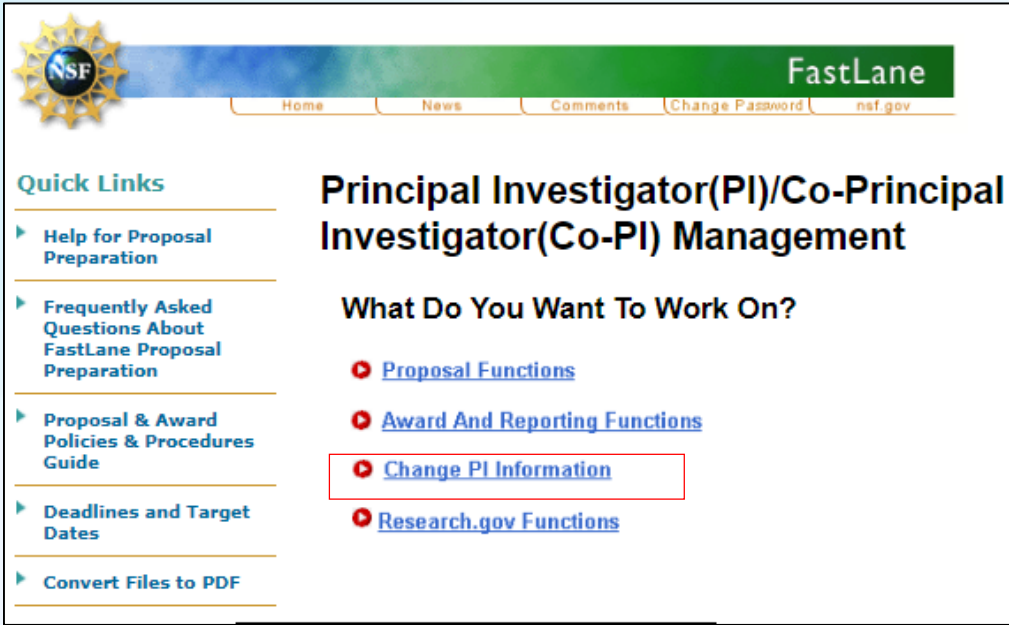 NSF
FastLane
Home News Comments Change Password nsf.gov
Quick Links
Help for Proposal
Preparation
Frequently Asked
Questions About
FastLane Proposal
Preparation
Proposal & Award
Policies & Procedures
Guide
Deadlines and Target
Dates
Convert Files to PDF
Principal Investigator(PI)/Co-Principal
Investigator(Co-PI) Management
What Do You Want To Work On?
Proposal Functions
Award And Reporting Functions
Change PI Information
Research.gov Functions